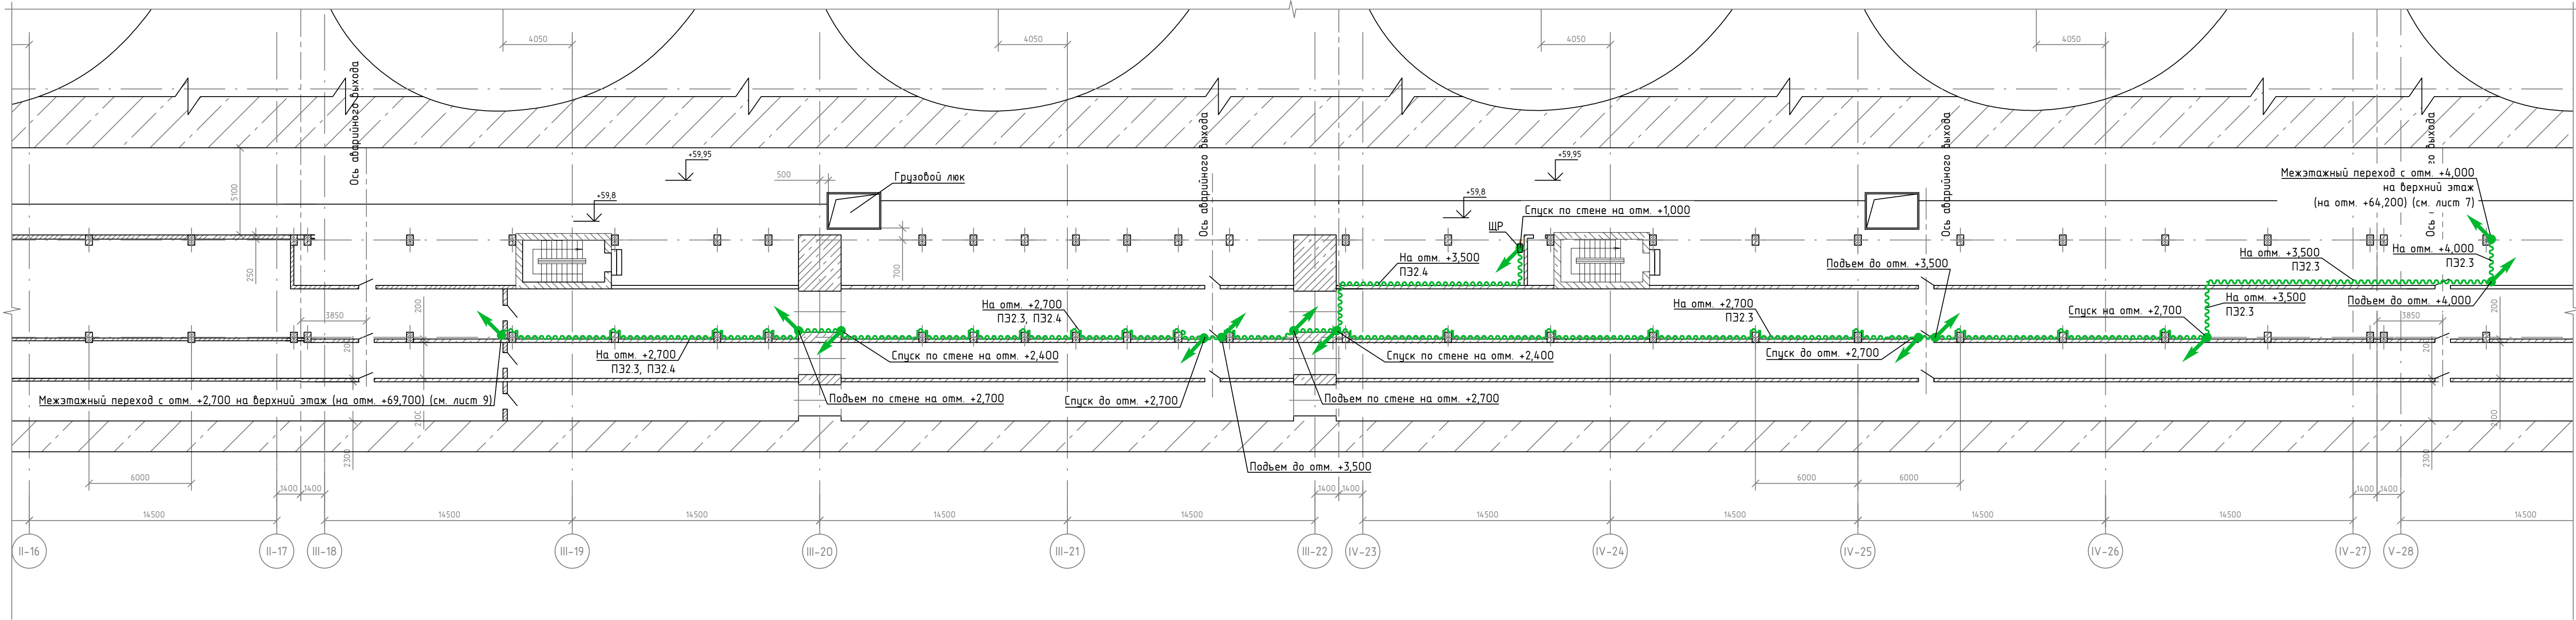 4050
4050
4050
4050
Ось аварийного выхода
Ось аварийного выхода
Ось аварийного выхода
Ось аварийного выхода
+59,95
+59,95
5100
500
Грузовой люк
+59,8
+59,8
Межэтажный переход с отм. +4,000
на верхний этаж
(на отм. +64,200) (см. лист 7)
Спуск по стене на отм. +1,000
ЩР
250
700
На отм. +3,500
ПЭ2.4
Подъем до отм. +3,500
На отм. +3,500
ПЭ2.3
На отм. +4,000
ПЭ2.3
3850
200
200
На отм. +2,700
ПЭ2.3, ПЭ2.4
На отм. +2,700
ПЭ2.3
Спуск на отм. +2,700
На отм. +3,500
ПЭ2.3
Подъем до отм. +4,000
3850
200
200
На отм. +2,700
ПЭ2.3, ПЭ2.4
Спуск по стене на отм. +2,400
Спуск по стене на отм. +2,400
Спуск до отм. +2,700
Межэтажный переход с отм. +2,700 на верхний этаж (на отм. +69,700) (см. лист 9)
Подъем по стене на отм. +2,700
Спуск до отм. +2,700
Подъем по стене на отм. +2,700
2300
2300
Подъем до отм. +3,500
6000
6000
6000
1400
1400
1400
1400
1400
1400
14500
14500
14500
14500
14500
14500
14500
14500
14500
14500
II-16
II-17
III-18
III-19
III-20
III-21
III-22
IV-23
IV-24
IV-25
IV-26
IV-27
V-28